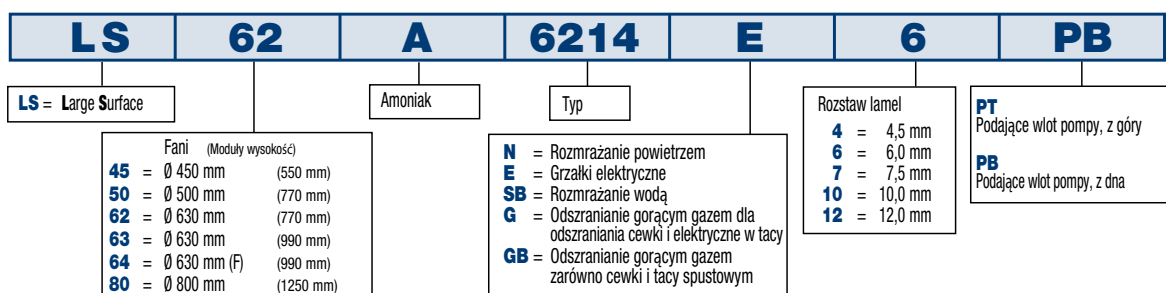 LS 62 A 6214 E 6 PB
LS = Large Surface
Fani (Moduły wysokość)
45 = Ø 450 mm (550 mm)
50 = Ø 500 mm (770 mm)
62 = Ø 630 mm (770 mm)
63 = Ø 630 mm (990 mm)
64 = Ø 630 mm (F) (990 mm)
80 = Ø 800 mm (1250 mm)
Amoniak
Typ
N = Rozmrażanie powietrzem
E = Grzałki elektryczne
SB = Rozmrażanie wodą
G = Odszranianie gorącym gazem dla
odszraniania cewki i elektryczne w tacy
GB = Odszranianie gorącym gazem
zarówno cewki i tacy spustowym
Rozstaw lamel
4 = 4,5 mm
6 = 6,0 mm
7 = 7,5 mm
10 = 10,0 mm
12 = 12,0 mm
PT
Podające wlot pompy, z góry
PB
Podające wlot pompy, z dna